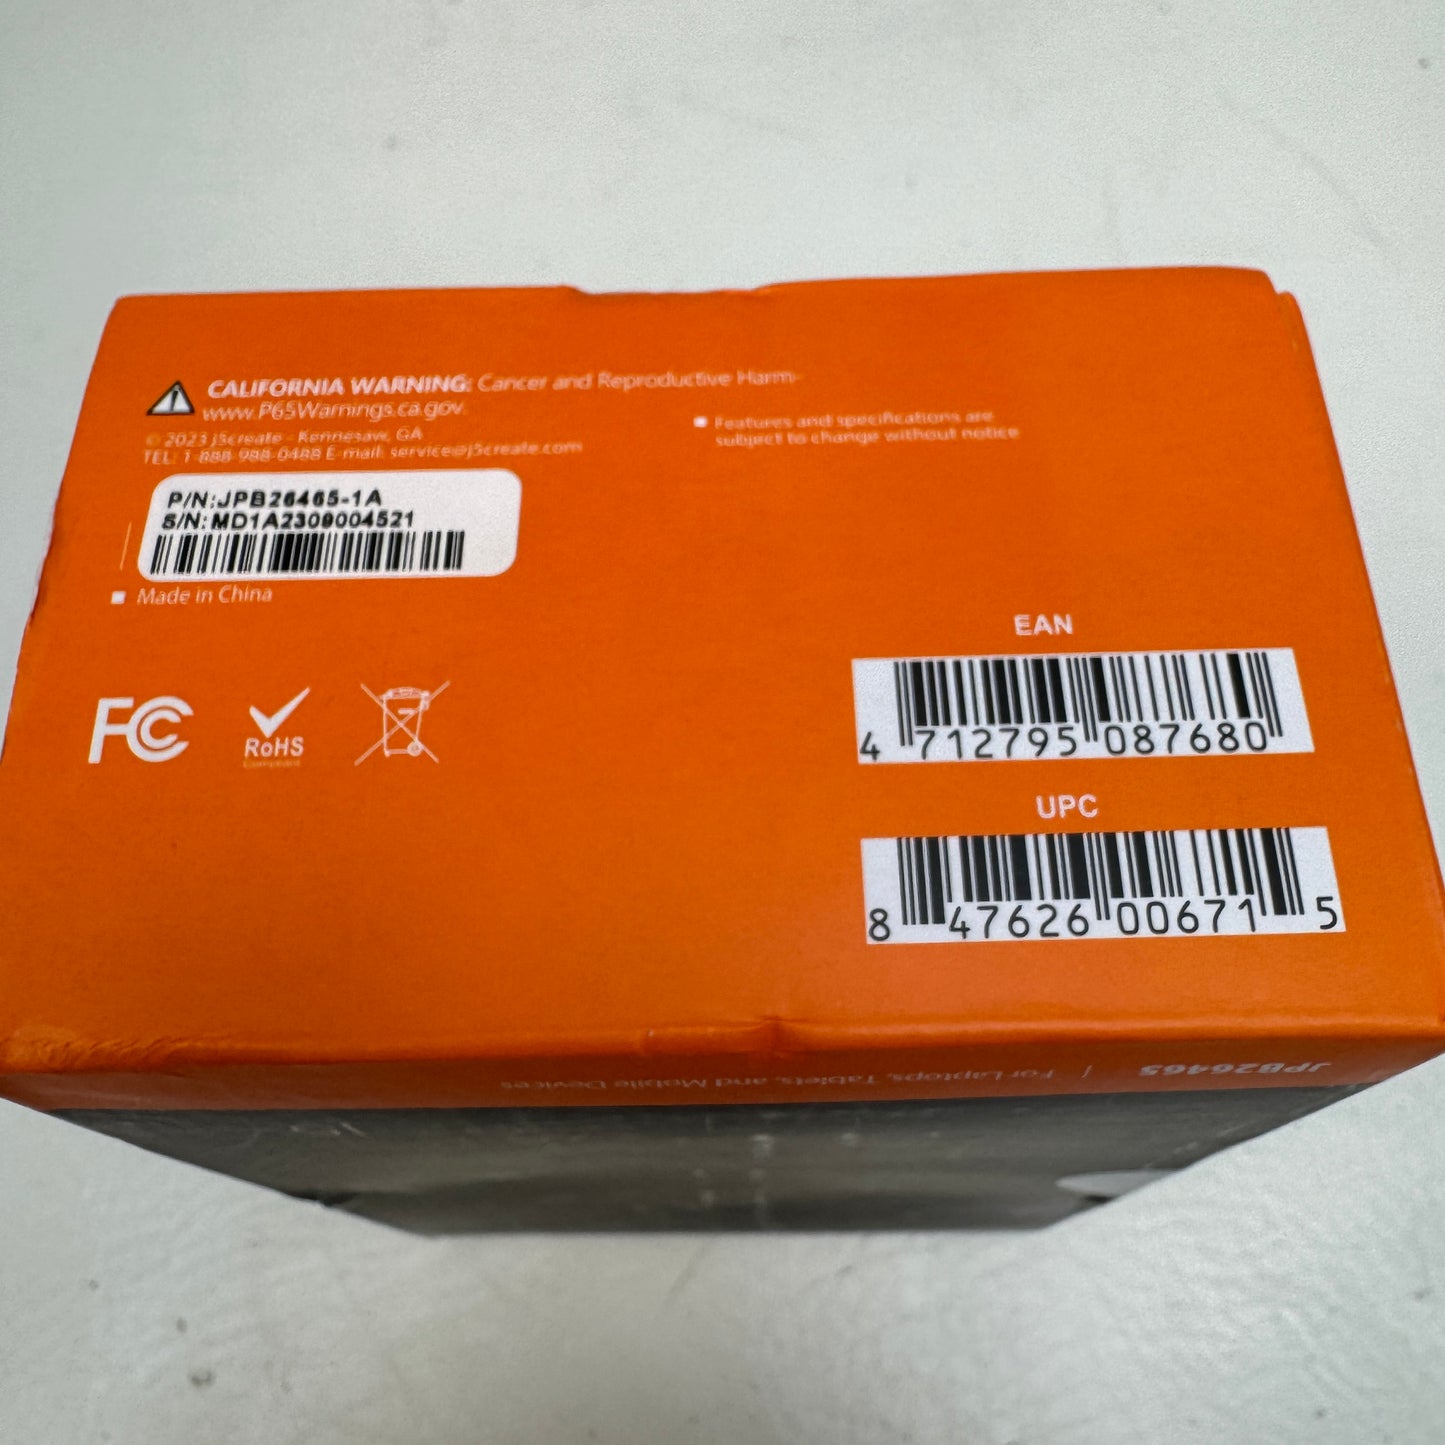 CALIFORNIA WARNING: Cancer and Reproductive Harm-
www.P65Warnings.ca.gov.
© 2023 j5create - Kennesaw, GA
TEL: 1-888-988-0488 E-mail: service@j5create.com
Features and specifications are
subject to change without notice
P/N:JPB26465-1A
S/N:MD1A2309004521
Made in China
FC
RoHS
Compliant
EAN
4 712795 087680
UPC
8 47626 00671 5
JPB26465 | For Laptops, Tablets, and Mobile Devices